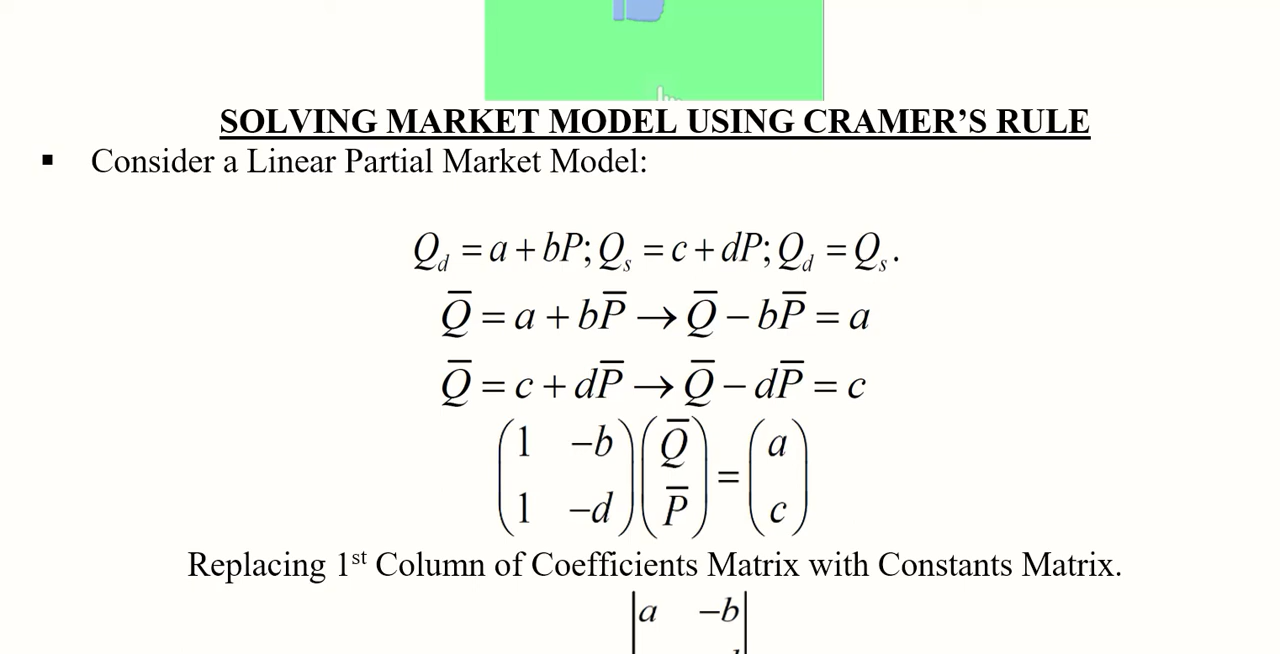 SOLVING MARKET MODEL USING CRAMER’S RULE
▪ Consider a Linear Partial Market Model:
Q_d = a + bP; Q_s = c + dP; Q_d = Q_s.
Q̅ = a + bP̅ → Q̅ − bP̅ = a
Q̅ = c + dP̅ → Q̅ − dP̅ = c
(1 −b) (Q̅) = (a)
(1 −d) (P̅) (c)
Replacing 1st Column of Coefficients Matrix with Constants Matrix.
|a −b|